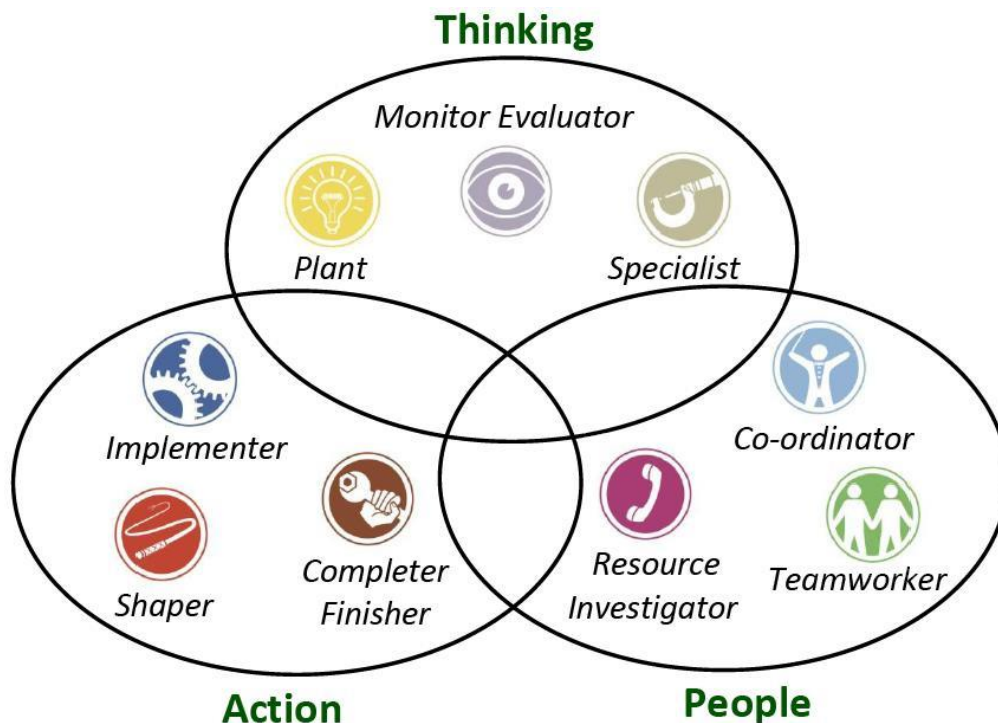 Thinking
Monitor Evaluator
Plant
Specialist
Implementer
Co-ordinator
Shaper
Completer
Finisher
Resource
Investigator
Teamworker
Action
People